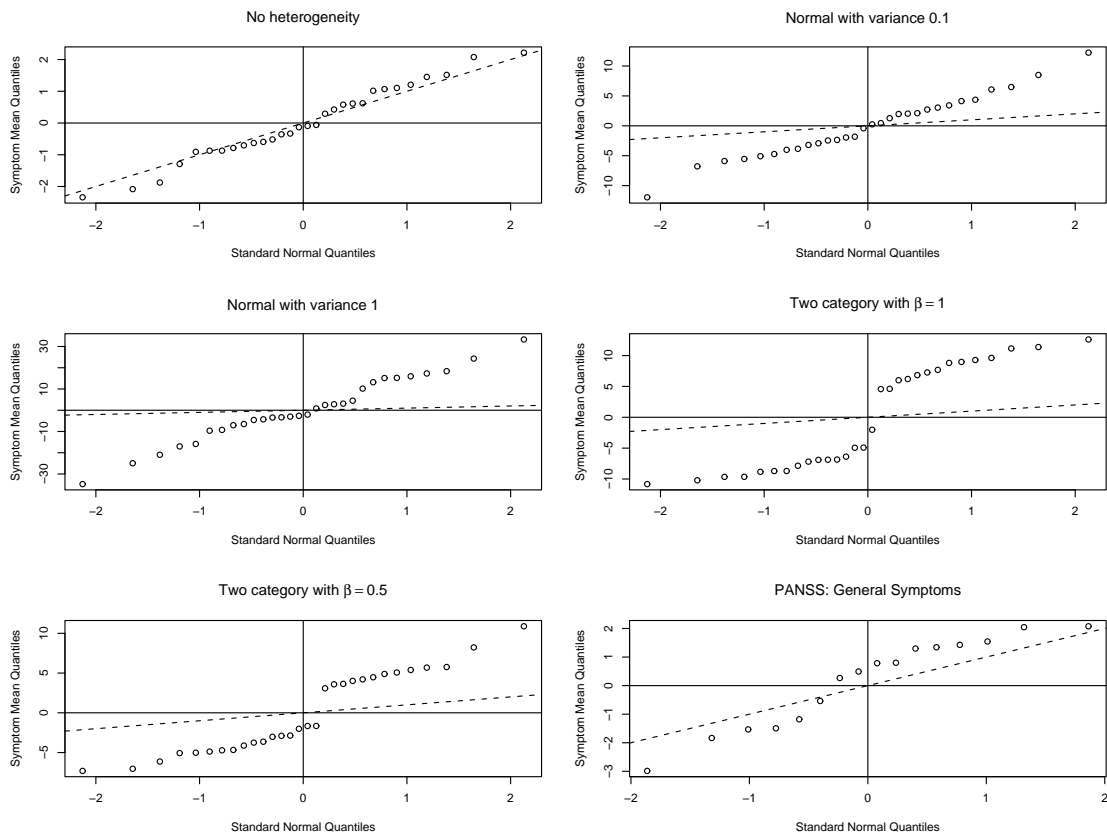 No heterogeneity
Symptom Mean Quantiles
2
1
0
−1
−2
−2 −1 0 1 2
Standard Normal Quantiles
Normal with variance 0.1
Symptom Mean Quantiles
10
5
0
−5
−10
−2 −1 0 1 2
Standard Normal Quantiles
Normal with variance 1
Symptom Mean Quantiles
30
10
−10
−30
−2 −1 0 1 2
Standard Normal Quantiles
Two category with β = 1
Symptom Mean Quantiles
10
5
0
−5
−10
−2 −1 0 1 2
Standard Normal Quantiles
Two category with β = 0.5
Symptom Mean Quantiles
10
5
0
−5
−2 −1 0 1 2
Standard Normal Quantiles
PANSS: General Symptoms
Symptom Mean Quantiles
2
1
0
−1
−2
−3
−2 −1 0 1 2
Standard Normal Quantiles